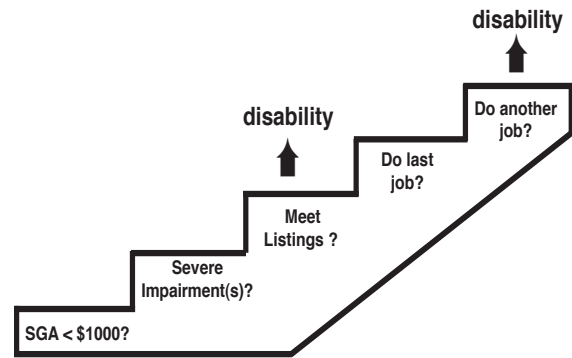 disability
Do another
job?
disability
Do last
job?
Meet
Listings ?
Severe
Impairment(s)?
SGA < $1000?